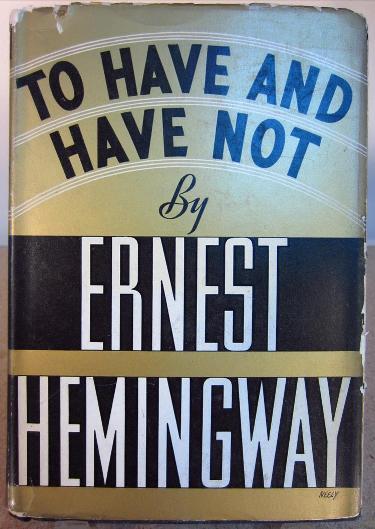 TO HAVE AND
HAVE NOT
By
ERNEST
HEMINGWAY
NEELY